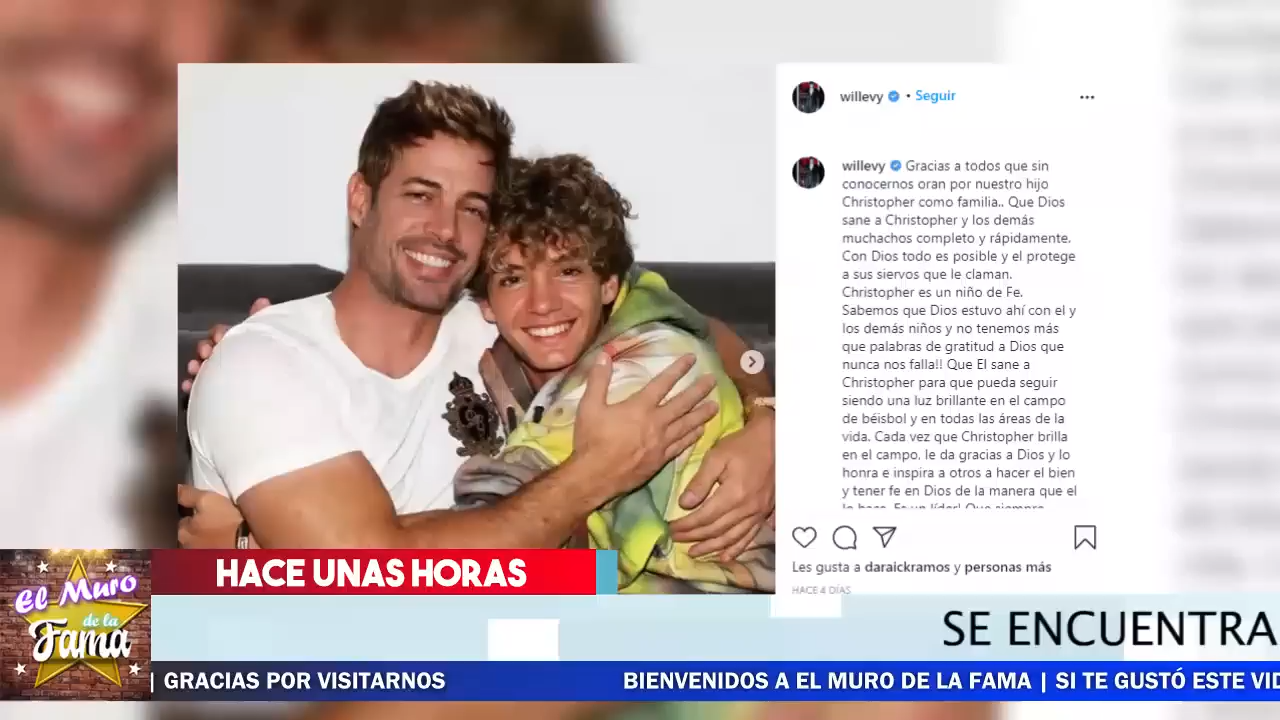 willevy • Seguir
willevy Gracias a todos que sin
conocernos oran por nuestro hijo
Christopher como familia.. Que Dios
sane a Christopher y los demás
muchachos completo y rápidamente.
Con Dios todo es posible y el protege
a sus siervos que le claman.
Christopher es un niño de Fe.
Sabemos que Dios estuvo ahí con el y
los demás niños y no tenemos más
que palabras de gratitud a Dios que
nunca nos falla!! Que El sane a
Christopher para que pueda seguir
siendo una luz brillante en el campo
de béisbol y en todas las áreas de la
vida. Cada vez que Christopher brilla
en el campo, le da gracias a Dios y lo
honra e inspira a otros a hacer el bien
y tener fe en Dios de la manera que el
lo hace. Es un líder! Que siempre
Les gusta a daraickramos y personas más
HACE 4 DÍAS
HACE UNAS HORAS
El Muro
de la
Fama
SE ENCUENTRA
| GRACIAS POR VISITARNOS BIENVENIDOS A EL MURO DE LA FAMA | SI TE GUSTÓ ESTE VID